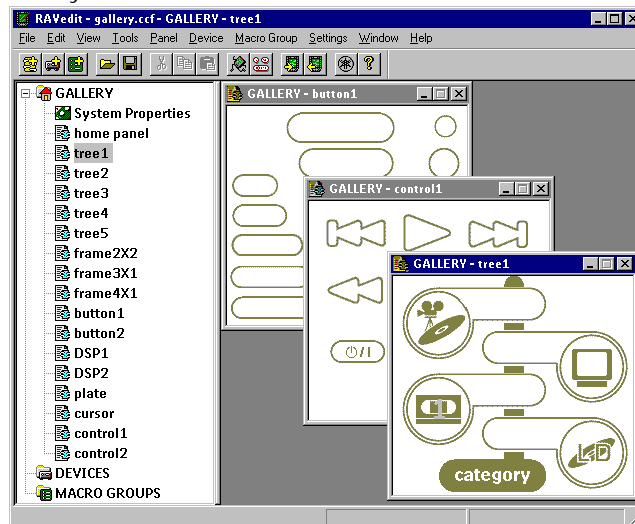 RAVedit - gallery.ccf - GALLERY - tree1
File Edit View Tools Panel Device Macro Group Settings Window Help
GALLERY
System Properties
home panel
tree1
tree2
tree3
tree4
tree5
frame2X2
frame3X1
frame4X1
button1
button2
DSP1
DSP2
plate
cursor
control1
control2
DEVICES
MACRO GROUPS
GALLERY - button1
GALLERY - control1
⏻/I
GALLERY - tree1
1
LD
category